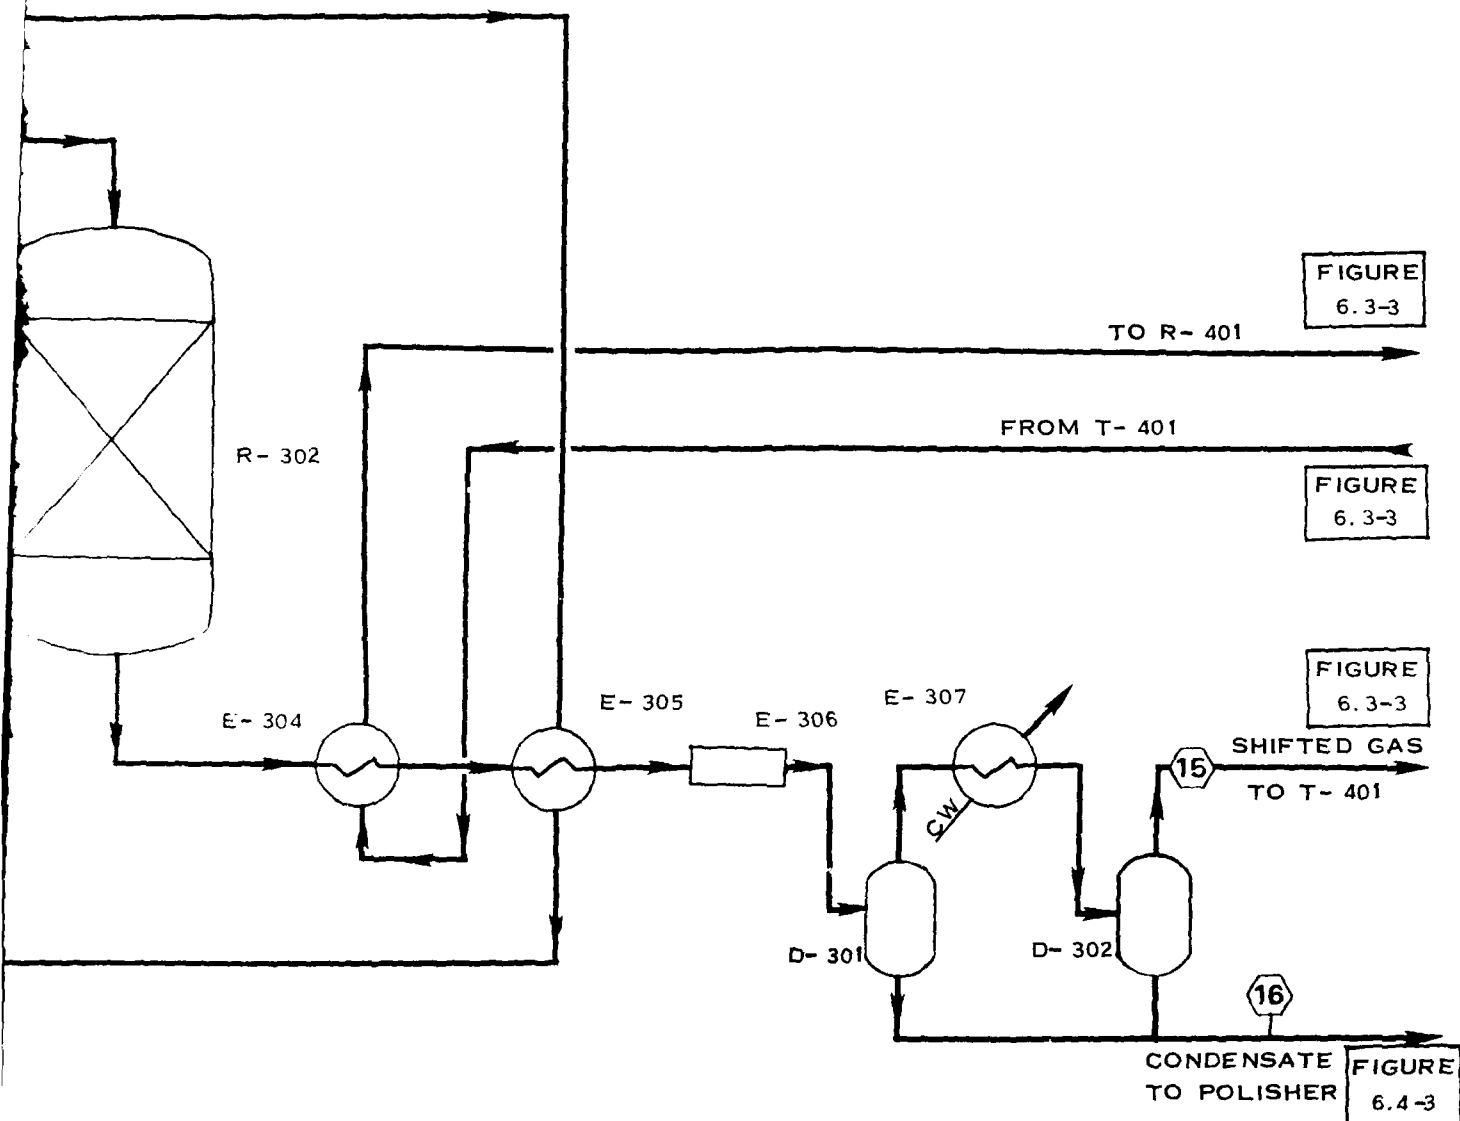 FIGURE
6.3-3
TO R-401
FROM T-401
R-302
FIGURE
6.3-3
FIGURE
6.3-3
E-304
E-305
E-306
E-307
15
SHIFTED GAS
TO T-401
CW
D-301
D-302
16
CONDENSATE
TO POLISHER
FIGURE
6.4-3